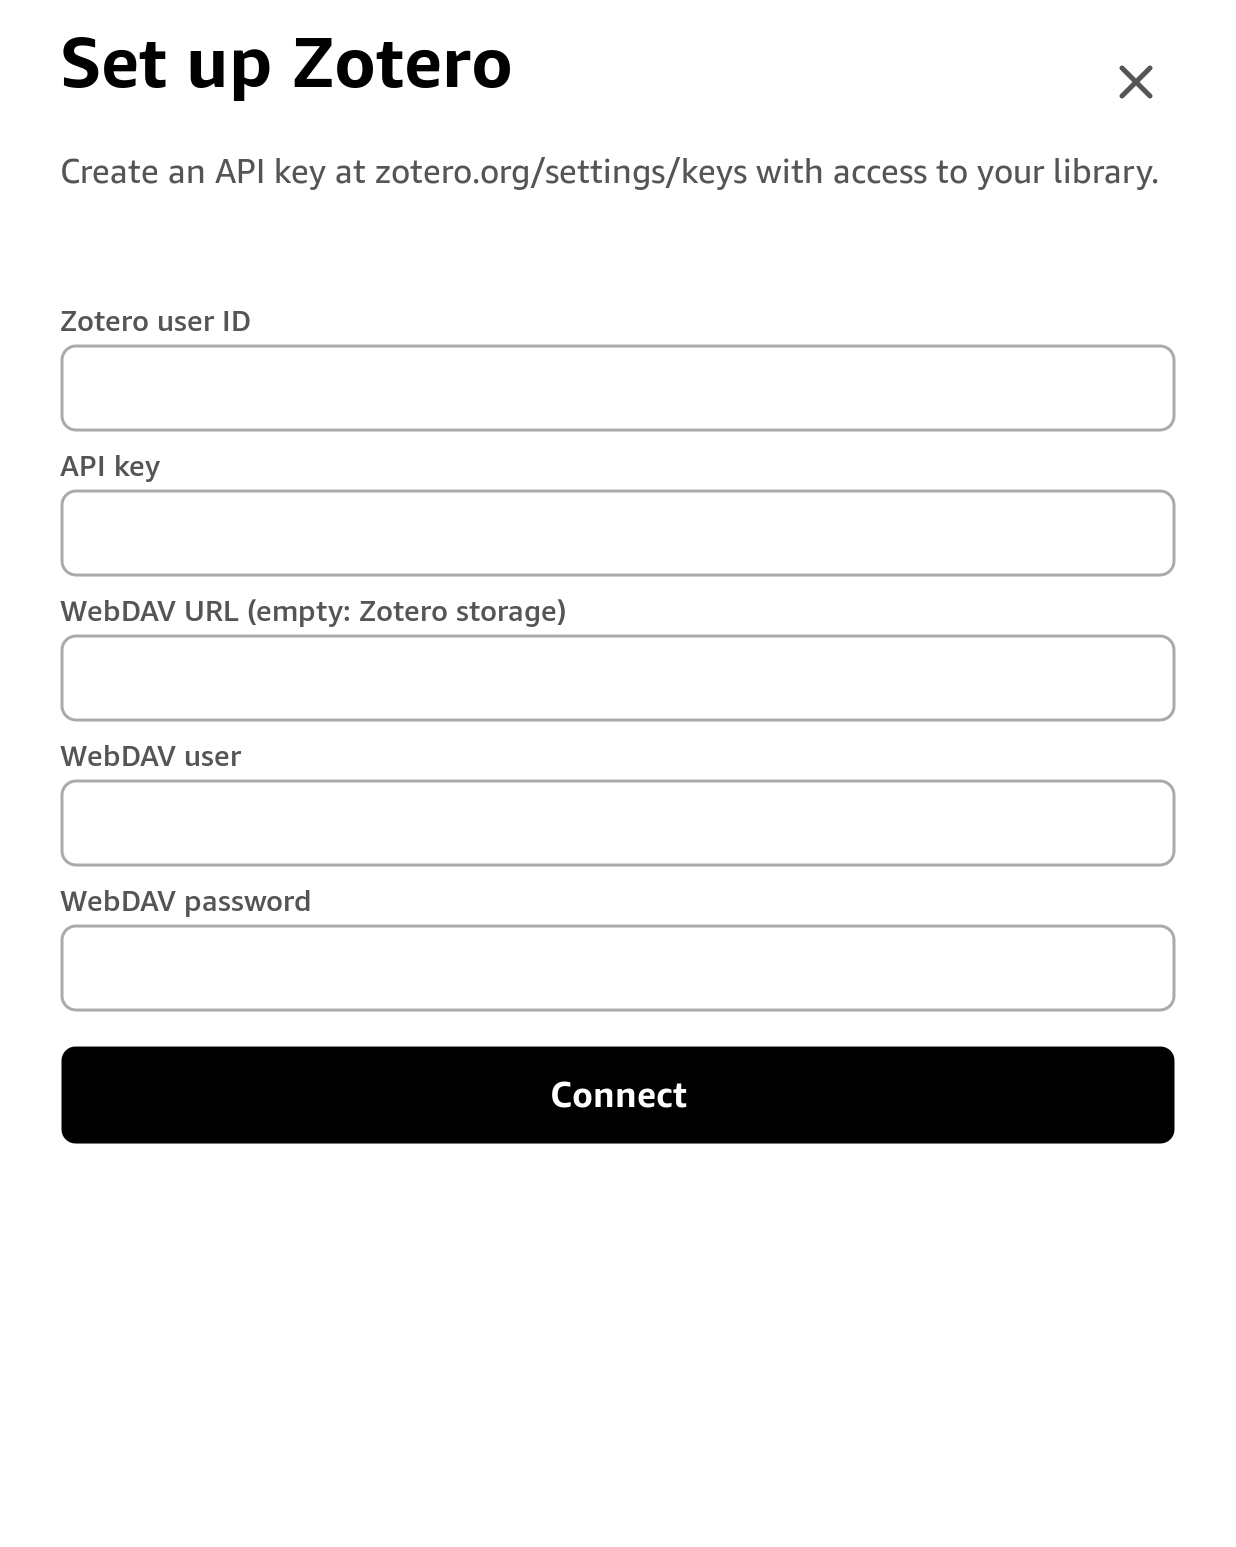 Set up Zotero
Create an API key at zotero.org/settings/keys with access to your library.
Zotero user ID
API key
WebDAV URL (empty: Zotero storage)
WebDAV user
WebDAV password
Connect